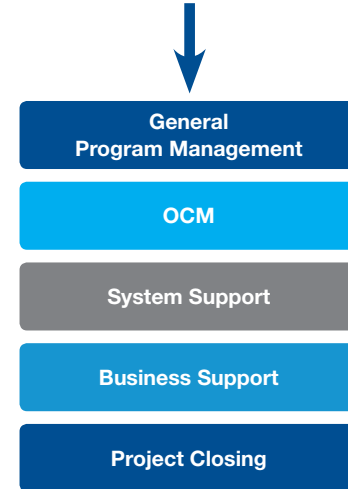 General
Program Management
OCM
System Support
Business Support
Project Closing